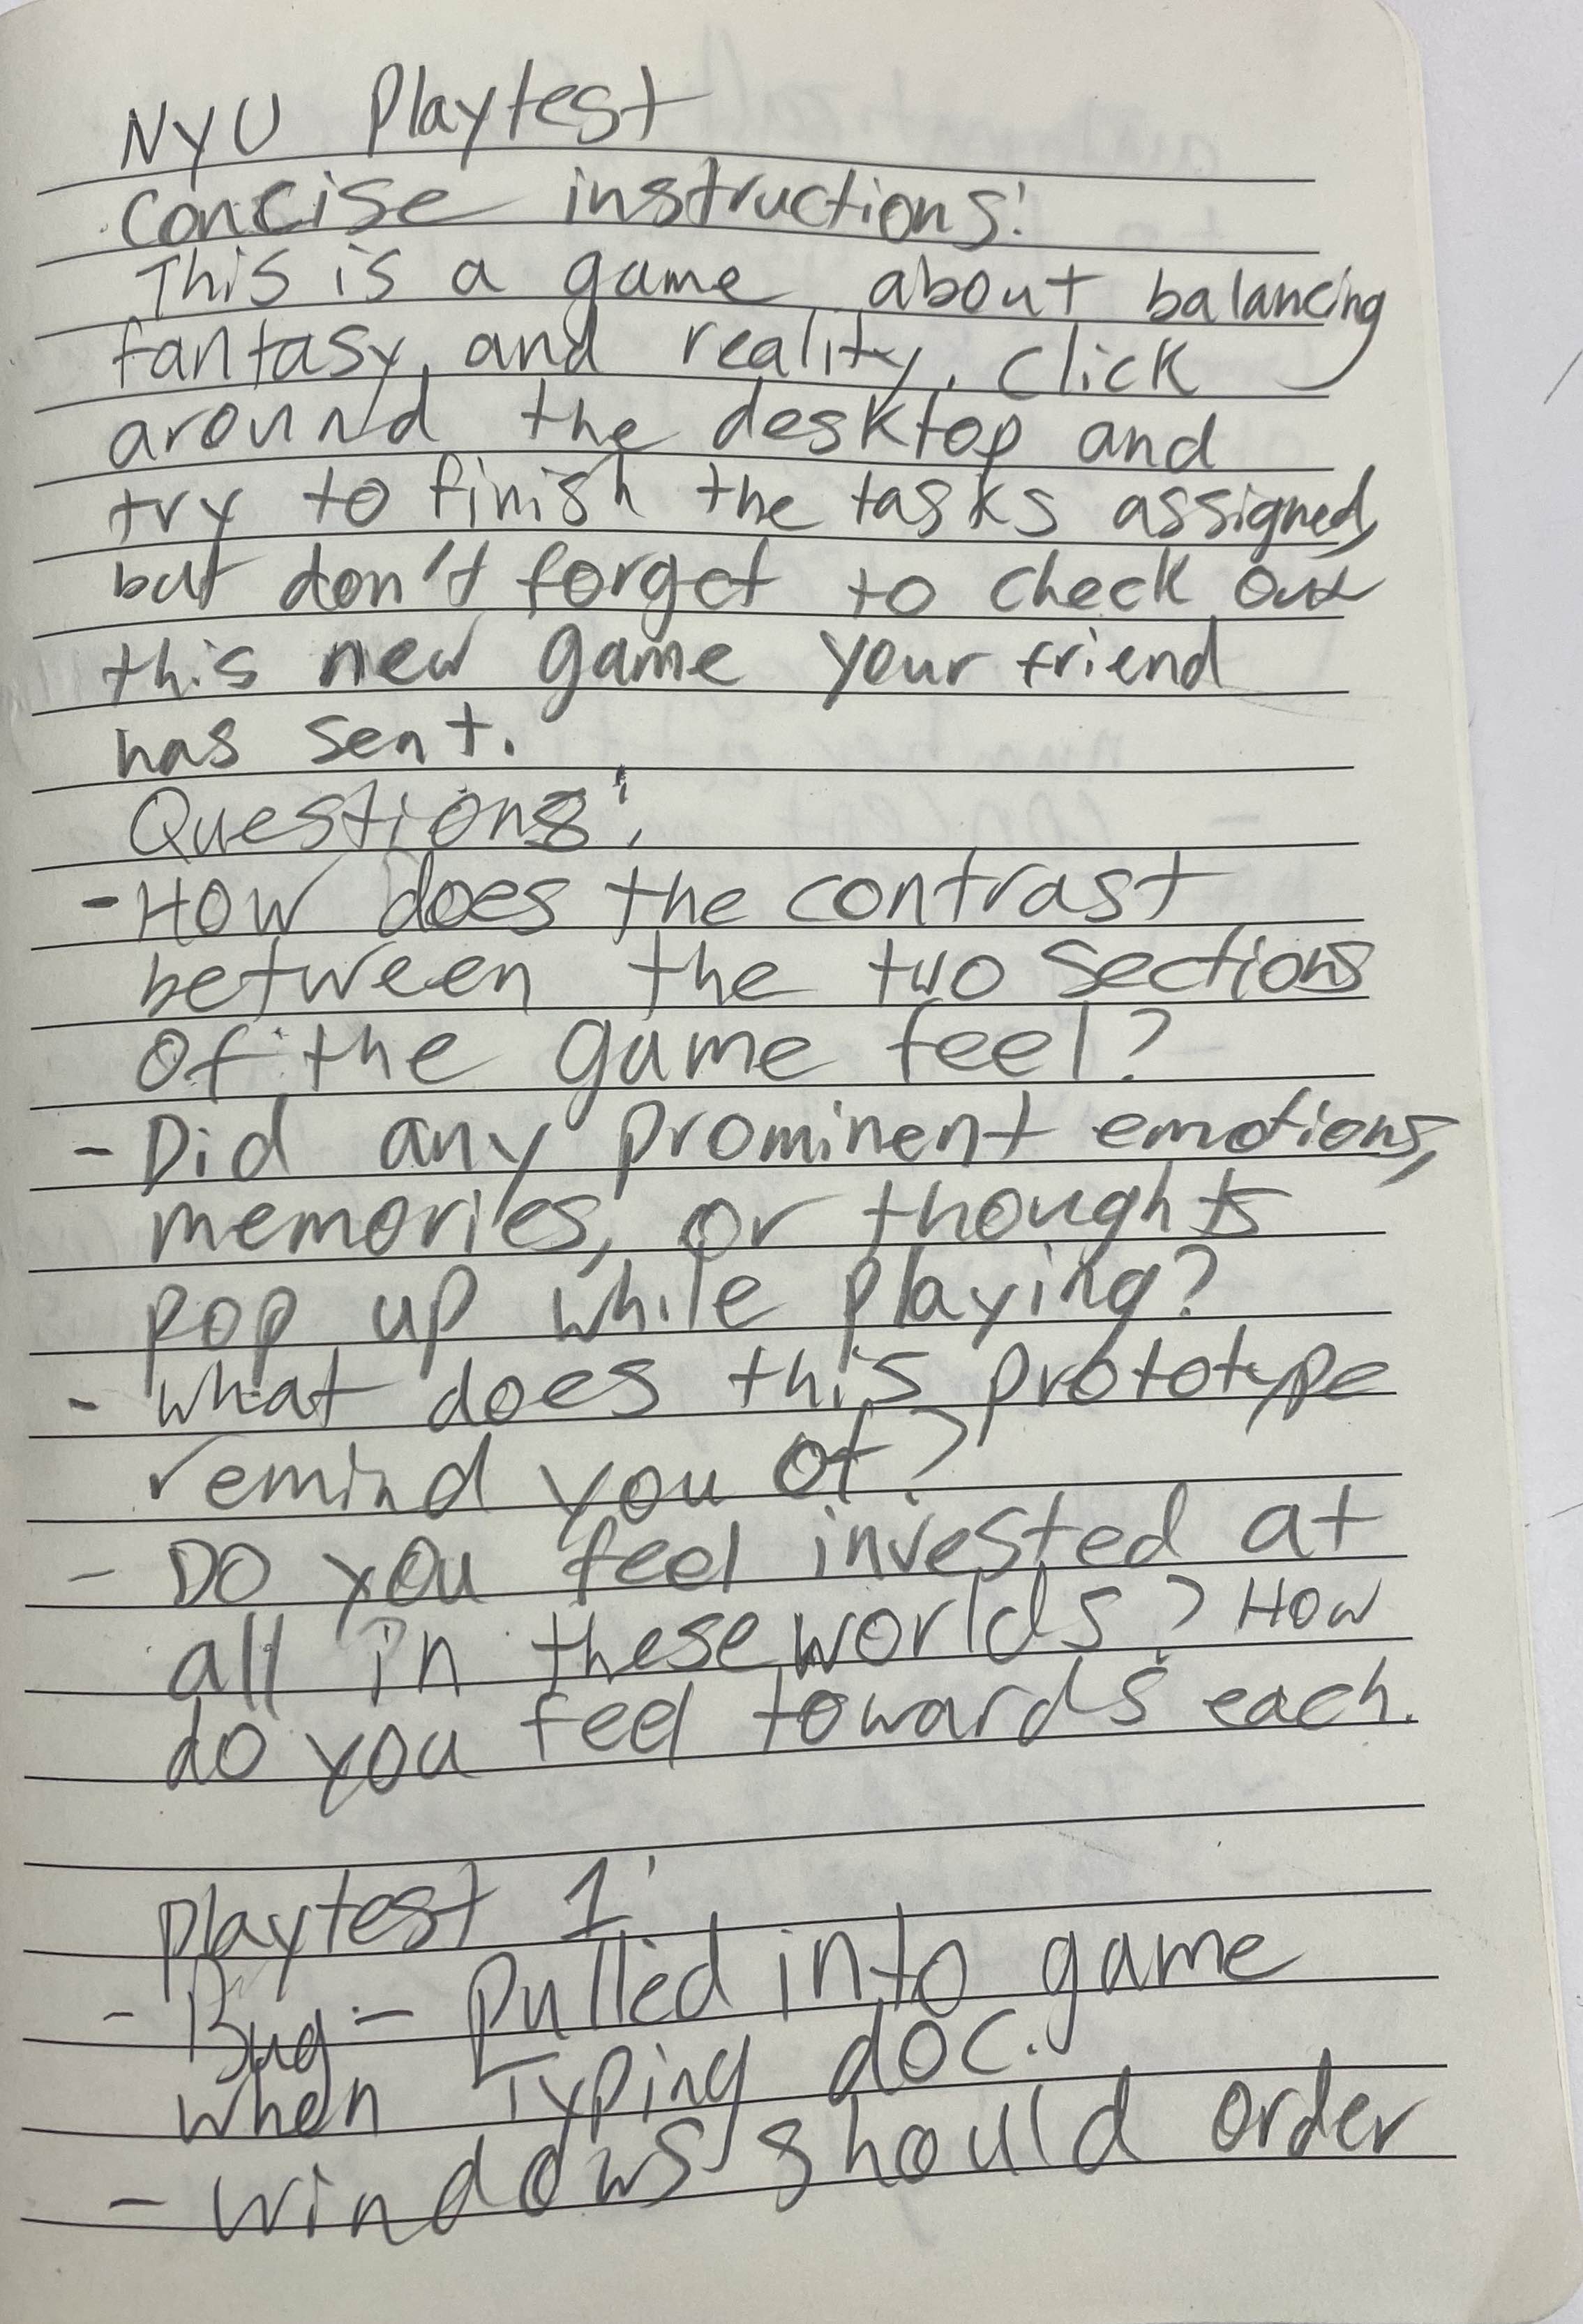 NYU Playtest
Concise instructions:
This is a game about balancing
fantasy and reality. Click
around the desktop and
try to finish the tasks assigned,
but don't forget to check out
this new game your friend
has sent.
Questions:
- How does the contrast
between the two sections
of the game feel?
- Did any prominent emotions,
memories, or thoughts
pop up while playing?
- what does this prototype
remind you of?
- Do you feel invested at
all in these worlds? How
do you feel towards each.
Playtest 1:
- Bug - Pulled into game
when Typing doc.
- windows should order